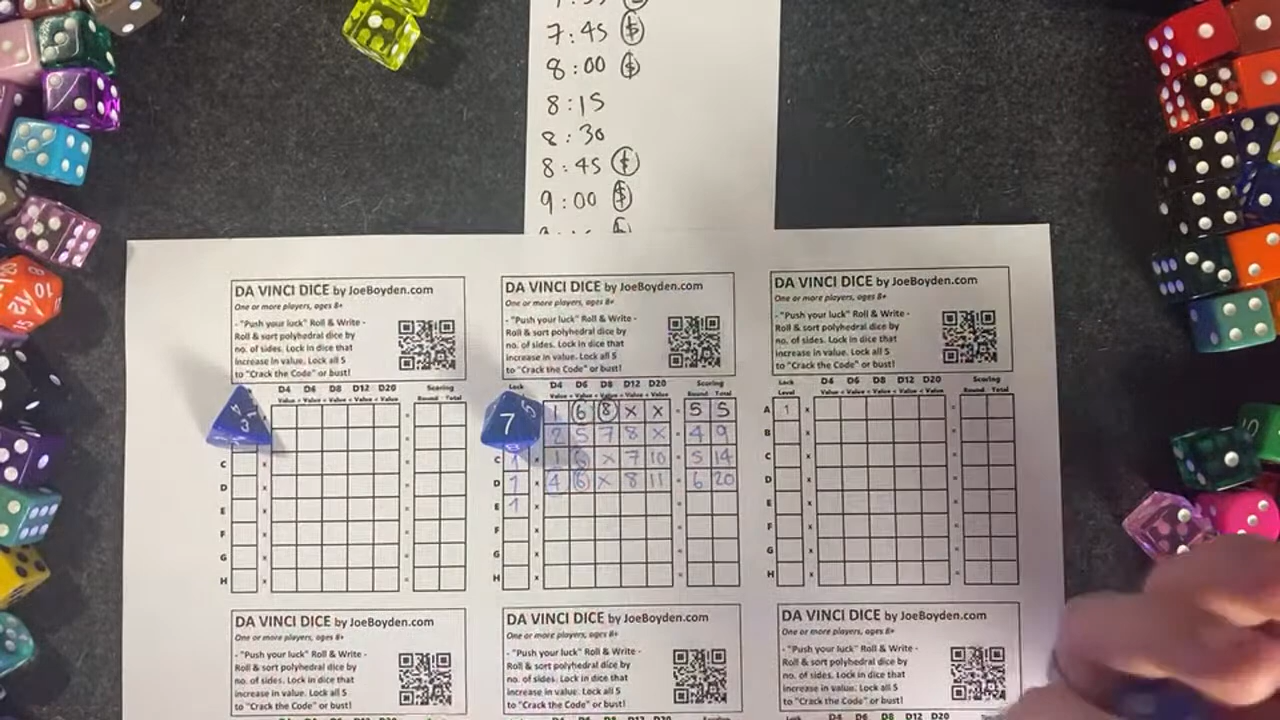 7:45 $
8:00 $
8:15
8:30
8:45
9:00 $
DA VINCI DICE by JoeBoyden.com
One or more players, ages 8+
- "Push your luck" Roll & Write -
Roll & sort polyhedral dice by
no. of sides. Lock in dice that
increase in value. Lock all 5
to "Crack the Code" or bust!
D4 D6 D8 D12 D20 Scoring
Value < Value < Value < Value < Value Round Total
C x =
D x =
E x =
F x =
G x =
H x =
DA VINCI DICE by JoeBoyden.com
One or more players, ages 8+
- "Push your luck" Roll & Write -
Roll & sort polyhedral dice by
no. of sides. Lock in dice that
increase in value. Lock all 5
to "Crack the Code" or bust!
Lock D4 D6 D8 D12 D20 Scoring
Value < Value < Value < Value < Value Round Total
1 6 8 X X = 5 5
2 5 7 8 X = 4 9
C 1 x 1 6 X 7 10 = 5 14
D 1 x 4 6 X 8 11 = 6 20
E 1 x =
F x =
G x =
H x =
DA VINCI DICE by JoeBoyden.com
One or more players, ages 8+
- "Push your luck" Roll & Write -
Roll & sort polyhedral dice by
no. of sides. Lock in dice that
increase in value. Lock all 5
to "Crack the Code" or bust!
Lock D4 D6 D8 D12 D20 Scoring
Level Value < Value < Value < Value < Value Round Total
A 1 x =
B x =
C x =
D x =
E x =
F x =
G x =
H x =
DA VINCI DICE by JoeBoyden.com
One or more players, ages 8+
- "Push your luck" Roll & Write -
Roll & sort polyhedral dice by
no. of sides. Lock in dice that
increase in value. Lock all 5
to "Crack the Code" or bust!
DA VINCI DICE by JoeBoyden.com
One or more players, ages 8+
- "Push your luck" Roll & Write -
Roll & sort polyhedral dice by
no. of sides. Lock in dice that
increase in value. Lock all 5
to "Crack the Code" or bust!
DA VINCI DICE by JoeBoyden.com
One or more players, ages 8+
- "Push your luck" Roll & Write -
Roll & sort polyhedral dice by
no. of sides. Lock in dice that
increase in value. Lock all 5
to "Crack the Code" or bust!
D4 D6 D8 D12 D20
7
10
12